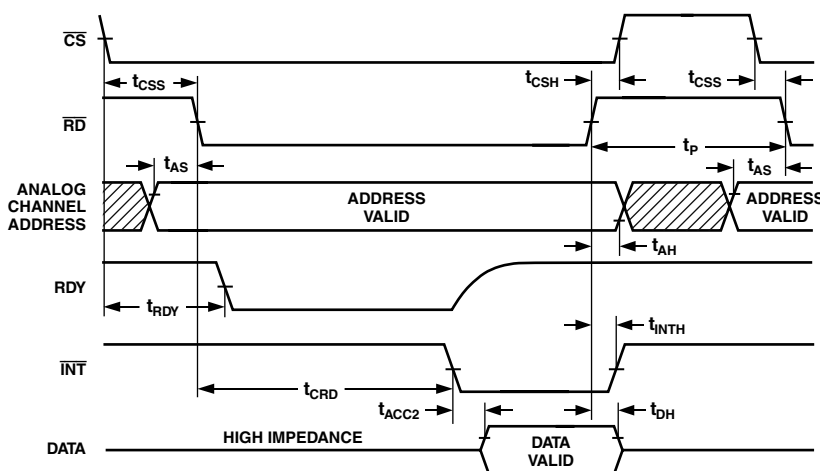 CS
tCSS
tCSH
tCSS
RD
tAS
tP
tAS
ANALOG
CHANNEL
ADDRESS
ADDRESS
VALID
ADDRESS
VALID
tAH
RDY
tRDY
tINTH
INT
tCRD
tACC2
tDH
DATA
HIGH IMPEDANCE
DATA
VALID